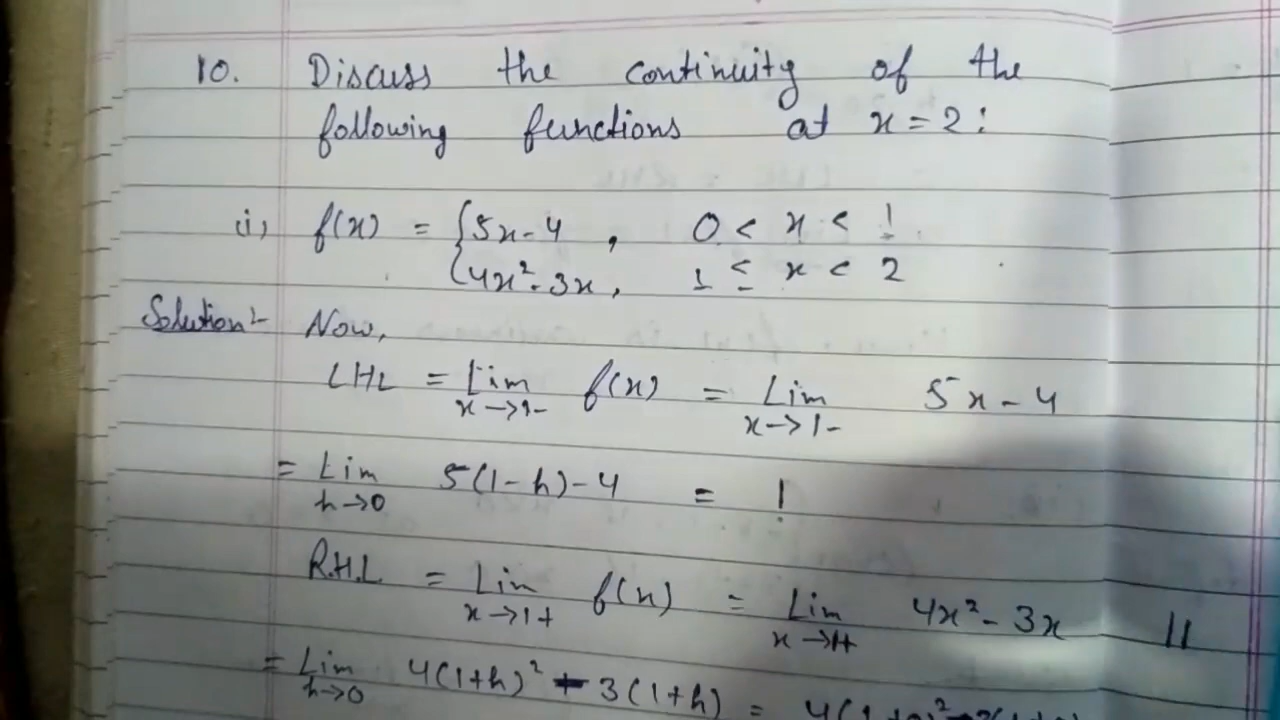 10. Discuss the continuity of the
following functions at x = 2:
(i) f(x) = {5x-4 , 0 < x < 1
{4x²-3x, 1 ≤ x < 2
Solution:- Now,
LHL = Lim x→1- f(x) = Lim x→1- 5x-4
= Lim h→0 5(1-h)-4 = 1
R.H.L = Lim x→1+ f(x) = Lim x→1+ 4x²-3x
= Lim h→0 4(1+h)² - 3(1+h) =